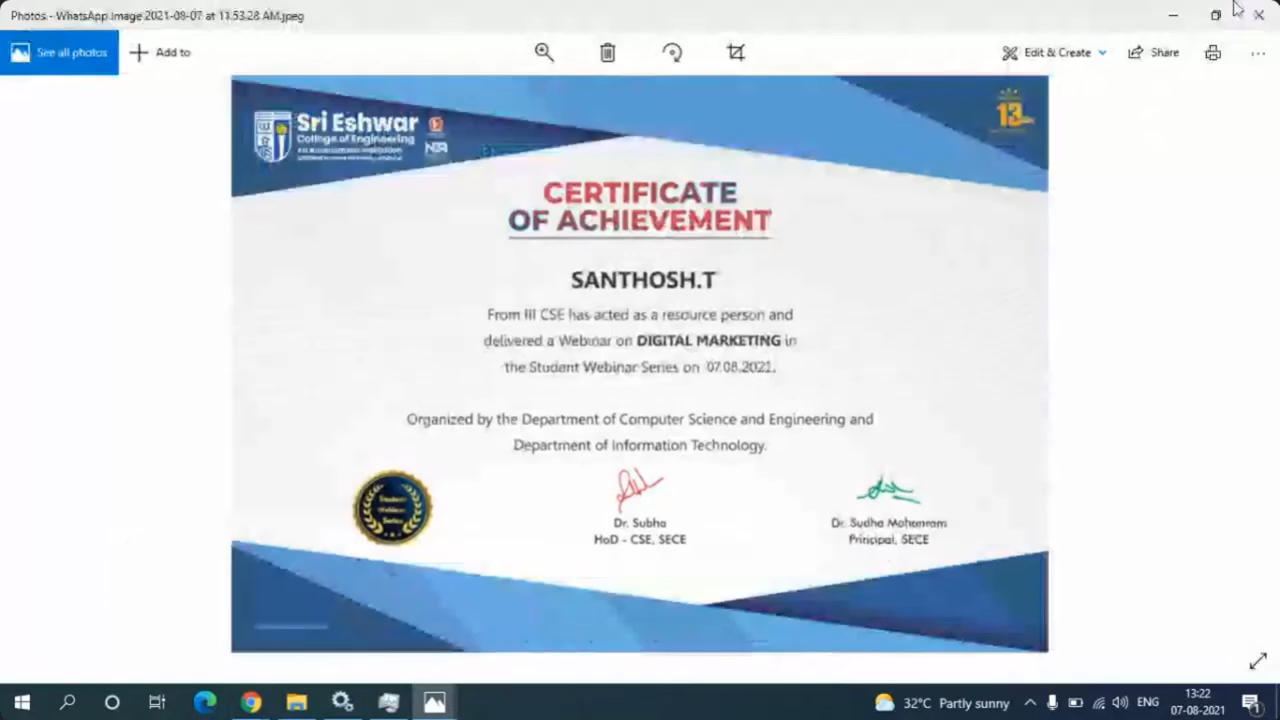 Photos - WhatsApp Image 2021-08-07 at 11.53.28 AM.jpeg
See all photos
Add to
Edit & Create
Share
Sri Eshwar
College of Engineering
13
CERTIFICATE
OF ACHIEVEMENT
SANTHOSH.T
From III CSE has acted as a resource person and
delivered a Webinar on DIGITAL MARKETING in
the Student Webinar Series on 07.08.2021.
Organized by the Department of Computer Science and Engineering and
Department of Information Technology.
Student
Webinar
Series
Dr. Subha
HoD - CSE, SECE
Dr. Sudha Mohanram
Principal, SECE
32°C Partly sunny
ENG
13:22
07-08-2021